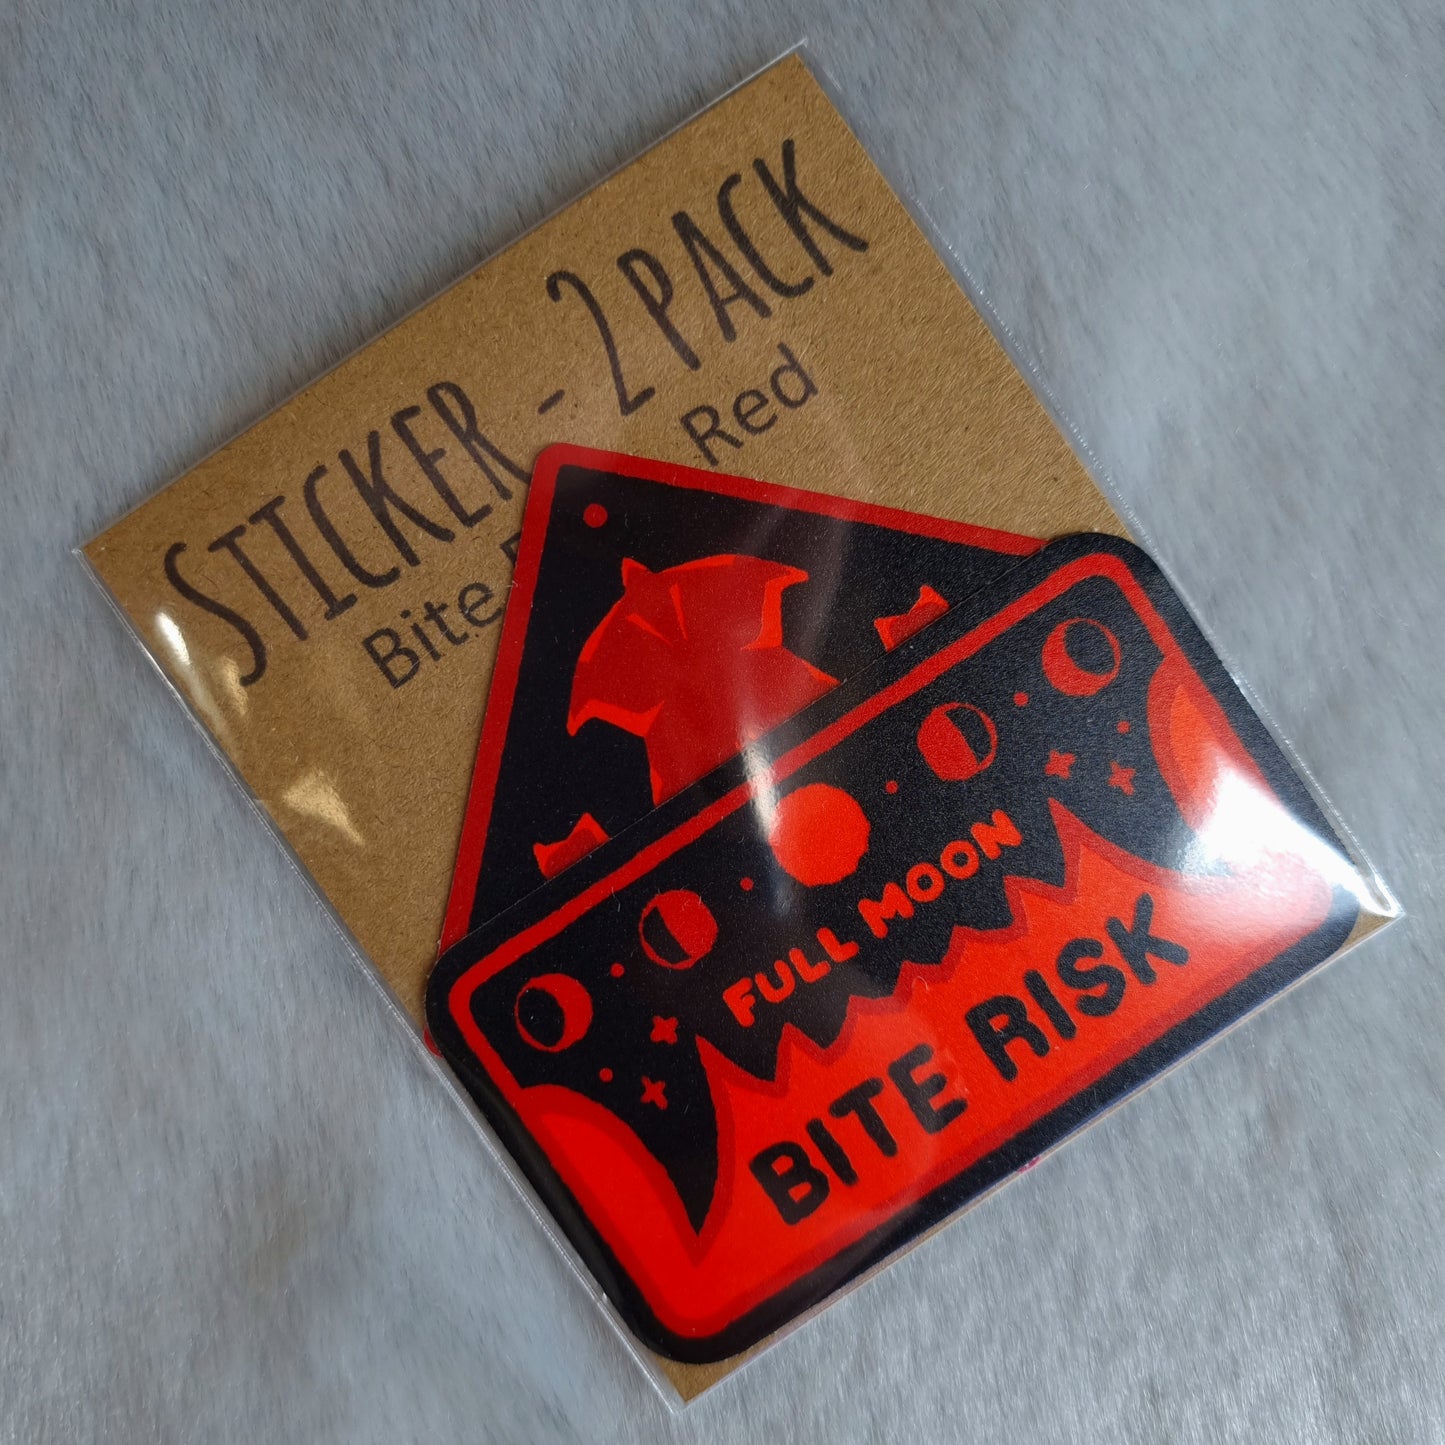 STICKER - 2 PACK
Bite Red
FULL MOON
BITE RISK